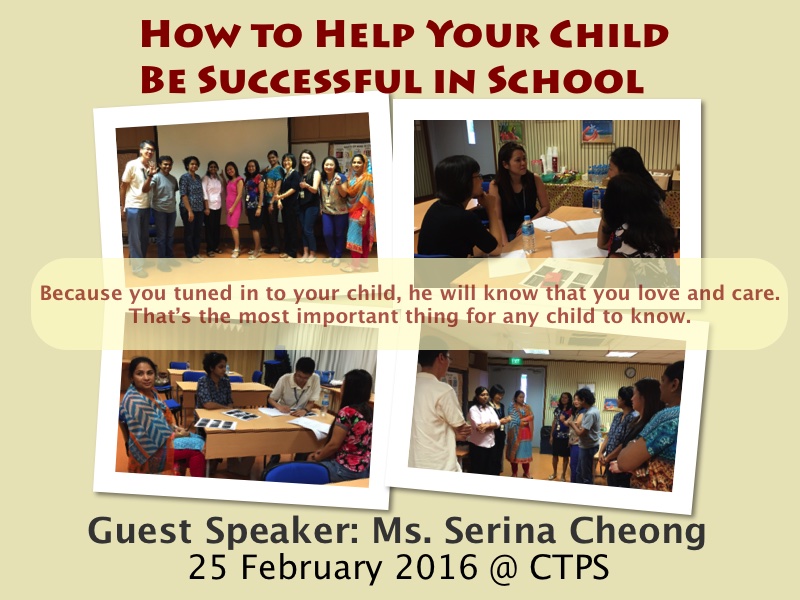 How to Help Your Child
Be Successful in School
Because you tuned in to your child, he will know that you love and care.
That's the most important thing for any child to know.
Guest Speaker: Ms. Serina Cheong
25 February 2016 @ CTPS